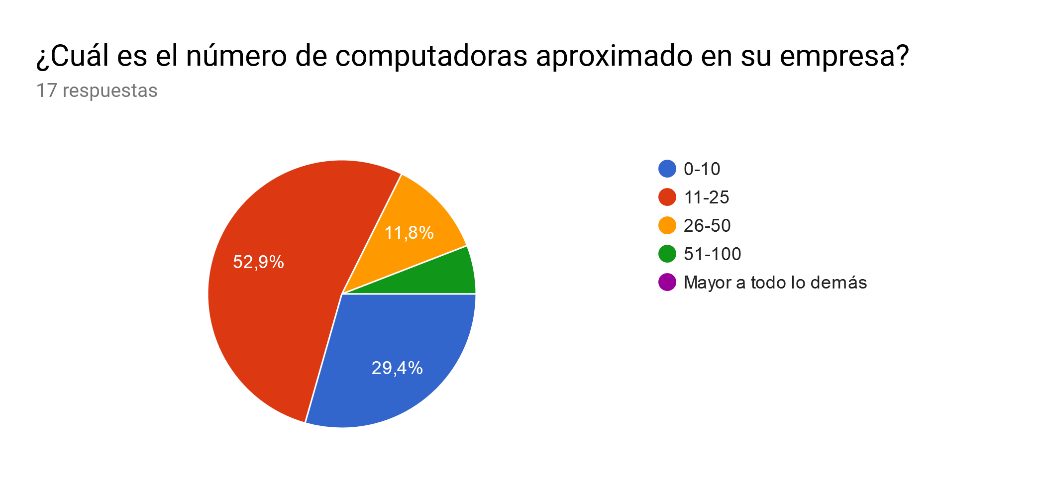 ¿Cuál es el número de computadoras aproximado en su empresa?
17 respuestas
0-10
11-25
26-50
51-100
Mayor a todo lo demás
11,8%
52,9%
29,4%